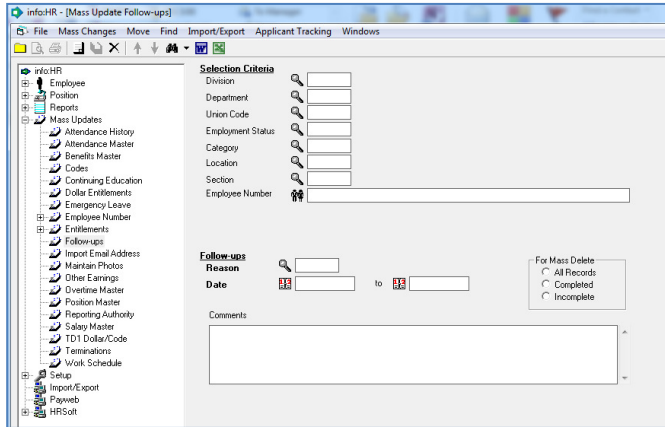 info:HR - [Mass Update Follow-ups]
File Mass Changes Move Find Import/Export Applicant Tracking Windows
info:HR
Employee
Position
Reports
Mass Updates
Attendance History
Attendance Master
Benefits Master
Codes
Continuing Education
Dollar Entitlements
Emergency Leave
Employee Number
Entitlements
Follow-ups
Import Email Address
Maintain Photos
Other Earnings
Overtime Master
Position Master
Reporting Authority
Salary Master
TD1 Dollar/Code
Terminations
Work Schedule
Setup
Import/Export
Payweb
HRSoft
Selection Criteria
Division
Department
Union Code
Employment Status
Category
Location
Section
Employee Number
Follow-ups
Reason
Date to
For Mass Delete
All Records
Completed
Incomplete
Comments